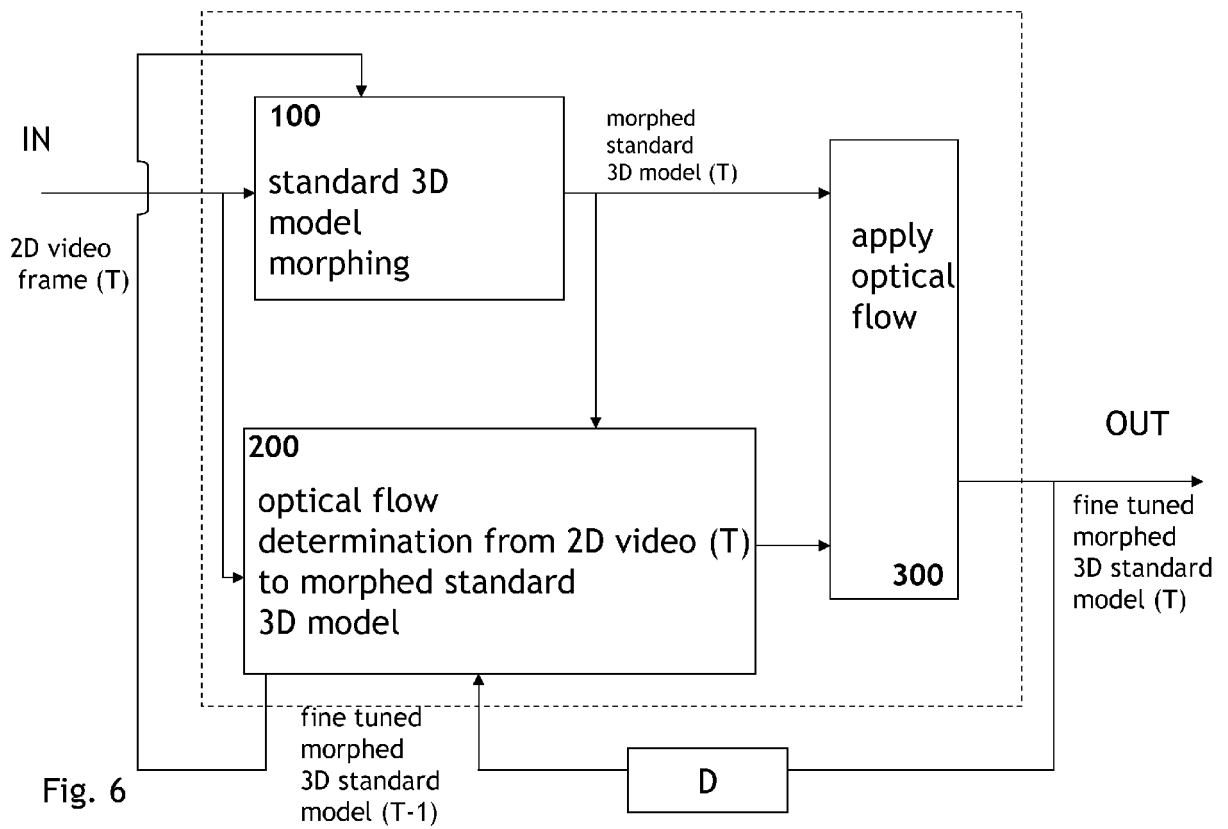 IN
2D video
frame (T)
100
standard 3D
model
morphing
morphed
standard
3D model (T)
apply
optical
flow
300
200
optical flow
determination from 2D video (T)
to morphed standard
3D model
OUT
fine tuned
morphed
3D standard
model (T)
fine tuned
morphed
3D standard
model (T-1)
D
Fig. 6